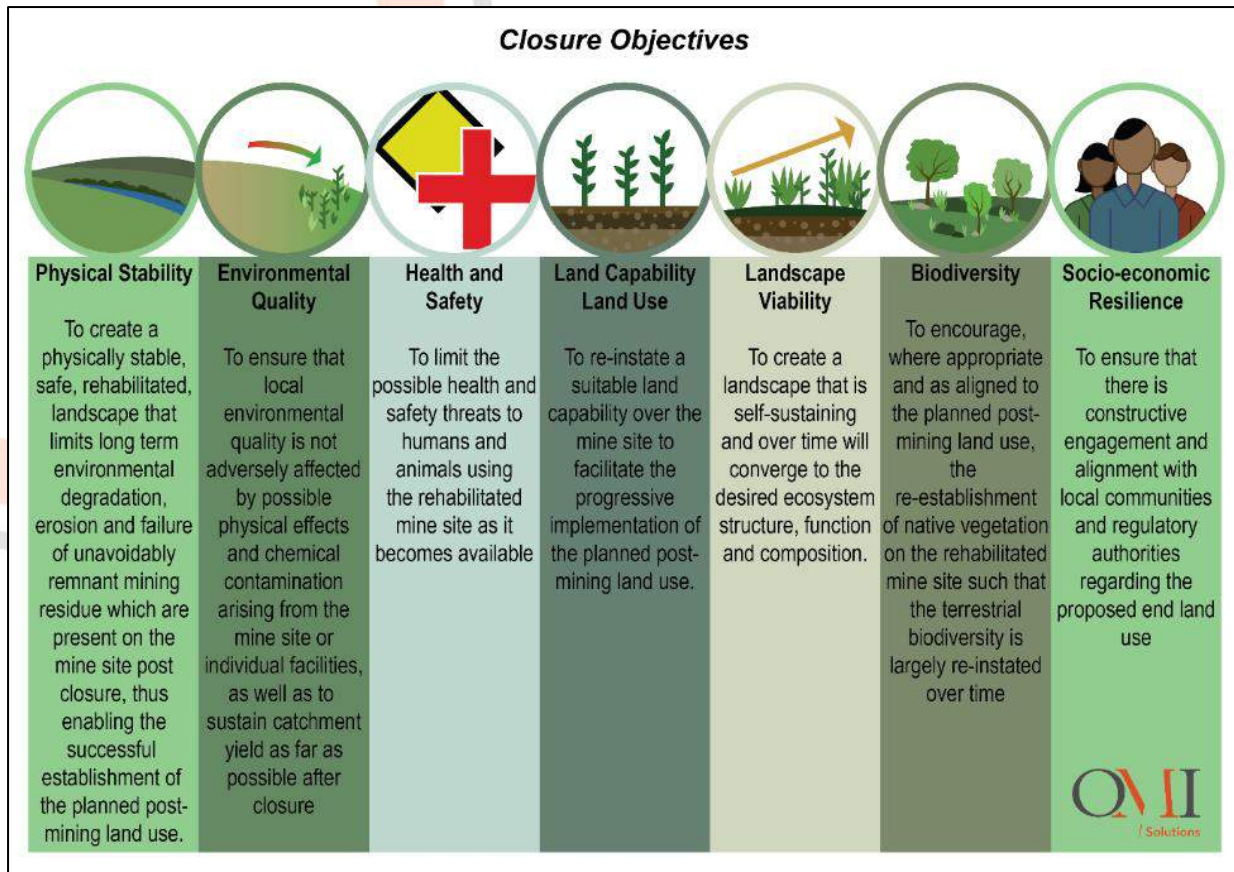 Closure Objectives
Physical Stability
To create a
physically stable,
safe, rehabilitated,
landscape that
limits long term
environmental
degradation,
erosion and failure
of unavoidably
remnant mining
residue which are
present on the
mine site post
closure, thus
enabling the
successful
establishment of
the planned post-
mining land use.
Environmental
Quality
To ensure that
local
environmental
quality is not
adversely affected
by possible
physical effects
and chemical
contamination
arising from the
mine site or
individual facilities,
as well as to
sustain catchment
yield as far as
possible after
closure
Health and
Safety
To limit the
possible health and
safety threats to
humans and
animals using
the rehabilitated
mine site as it
becomes available
Land Capability
Land Use
To re-instate a
suitable land
capability over the
mine site to
facilitate the
progressive
implementation of
the planned post-
mining land use.
Landscape
Viability
To create a
landscape that is
self-sustaining
and over time will
converge to the
desired ecosystem
structure, function
and composition.
Biodiversity
To encourage,
where appropriate
and as aligned to
the planned post-
mining land use,
the
re-establishment
of native vegetation
on the rehabilitated
mine site such that
the terrestrial
biodiversity is
largely re-instated
over time
Socio-economic
Resilience
To ensure that
there is
constructive
engagement and
alignment with
local communities
and regulatory
authorities
regarding the
proposed end land
use
OMI
/ Solutions